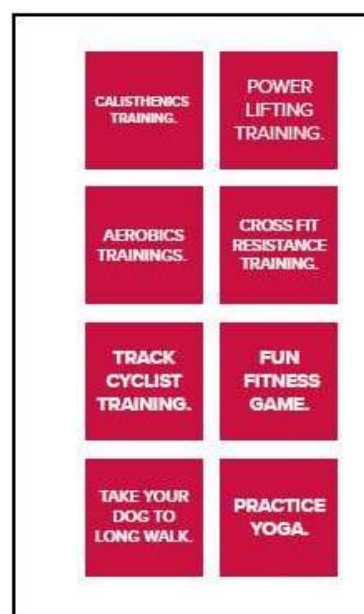 CALISTHENICS
TRAINING.
POWER
LIFTING
TRAINING.
AEROBICS
TRAININGS.
CROSS FIT
RESISTANCE
TRAINING.
TRACK
CYCLIST
TRAINING.
FUN
FITNESS
GAME.
TAKE YOUR
DOG TO
LONG WALK.
PRACTICE
YOGA.